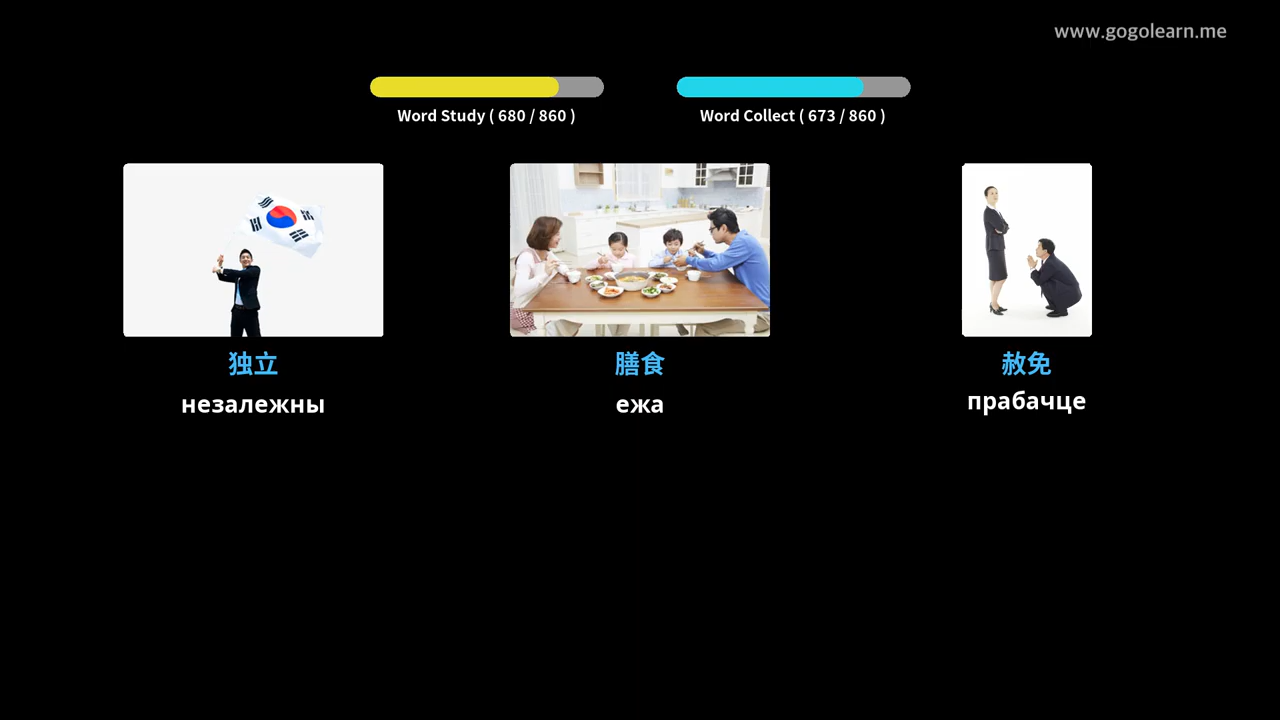 www.gogolearn.me
Word Study ( 680 / 860 )
Word Collect ( 673 / 860 )
独立
незалежны
膳食
ежа
赦免
прабачце